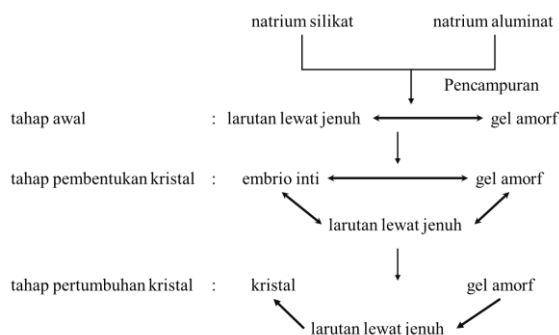 natrium silikat natrium aluminat
Pencampuran
tahap awal : larutan lewat jenuh gel amorf
tahap pembentukan kristal : embrio inti gel amorf
larutan lewat jenuh
tahap pertumbuhan kristal : kristal gel amorf
larutan lewat jenuh